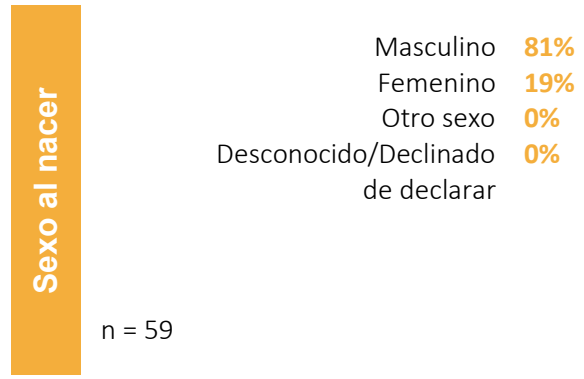 Sexo al nacer
Masculino 81%
Femenino 19%
Otro sexo 0%
Desconocido/Declinado 0%
de declarar
n = 59